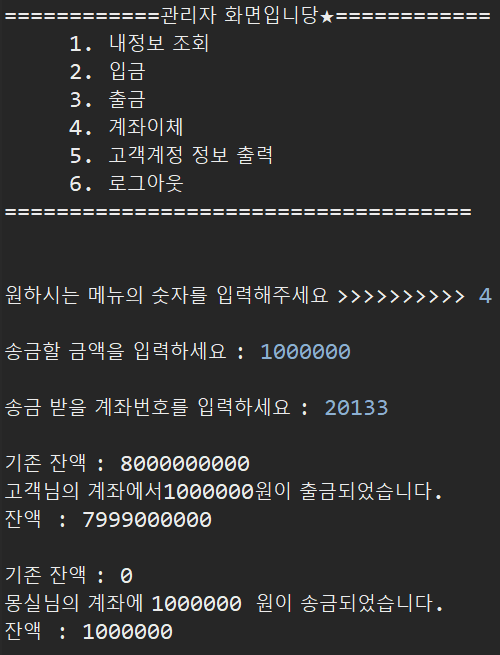 ============관리자 화면입니당★============
1. 내정보 조회
2. 입금
3. 출금
4. 계좌이체
5. 고객계정 정보 출력
6. 로그아웃
====================================
원하시는 메뉴의 숫자를 입력해주세요 >>>>>>>>>> 4
송금할 금액을 입력하세요 : 1000000
송금 받을 계좌번호를 입력하세요 : 20133
기존 잔액 : 8000000000
고객님의 계좌에서1000000원이 출금되었습니다.
잔액 : 7999000000
기존 잔액 : 0
몽실님의 계좌에 1000000 원이 송금되었습니다.
잔액 : 1000000